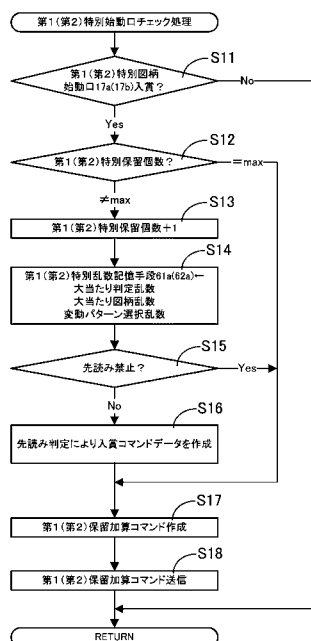 第1(第2)特別始動口チェック処理
S11
第1(第2)特別図柄
始動口17a(17b)入賞？
No
Yes
S12
第1(第2)特別保留個数？
＝max
≠max
S13
第1(第2)特別保留個数＋1
S14
第1(第2)特別乱数記憶手段61a(62a)←
大当たり判定乱数
大当たり図柄乱数
変動パターン選択乱数
S15
先読み禁止？
Yes
No
S16
先読み判定により入賞コマンドデータを作成
S17
第1(第2)保留加算コマンド作成
S18
第1(第2)保留加算コマンド送信
RETURN